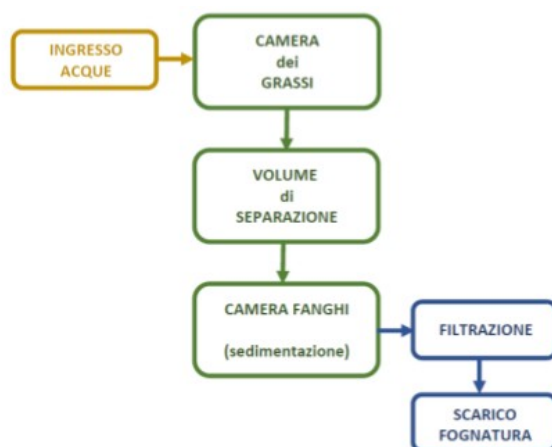 INGRESSO
ACQUE
CAMERA
dei
GRASSI
VOLUME
di
SEPARAZIONE
CAMERA FANGHI
(sedimentazione)
FILTRAZIONE
SCARICO
FOGNATURA